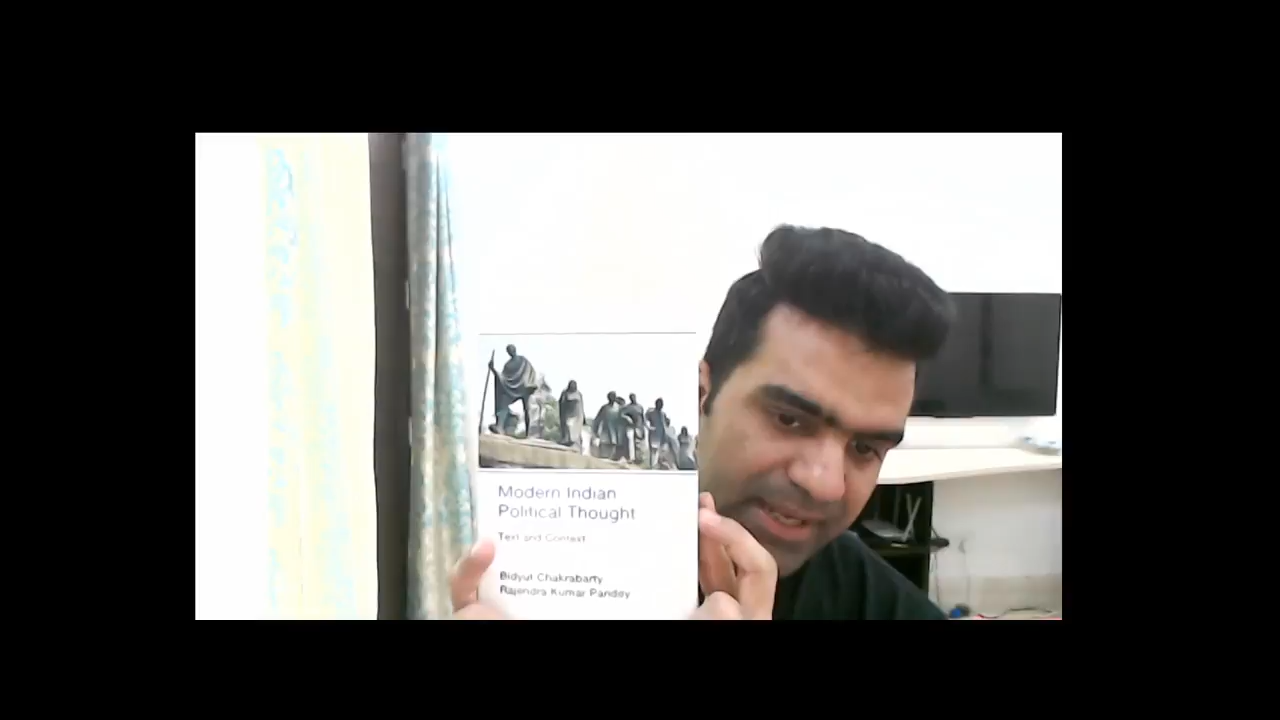 Modern Indian
Political Thought
Text and Context
Bidyut Chakrabarty
Rajendra Kumar Pandey